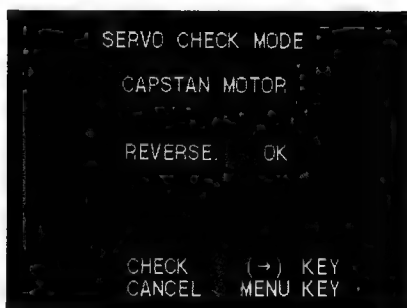 SERVO CHECK MODE
CAPSTAN MOTOR
REVERSE. OK
CHECK (→) KEY
CANCEL MENU KEY